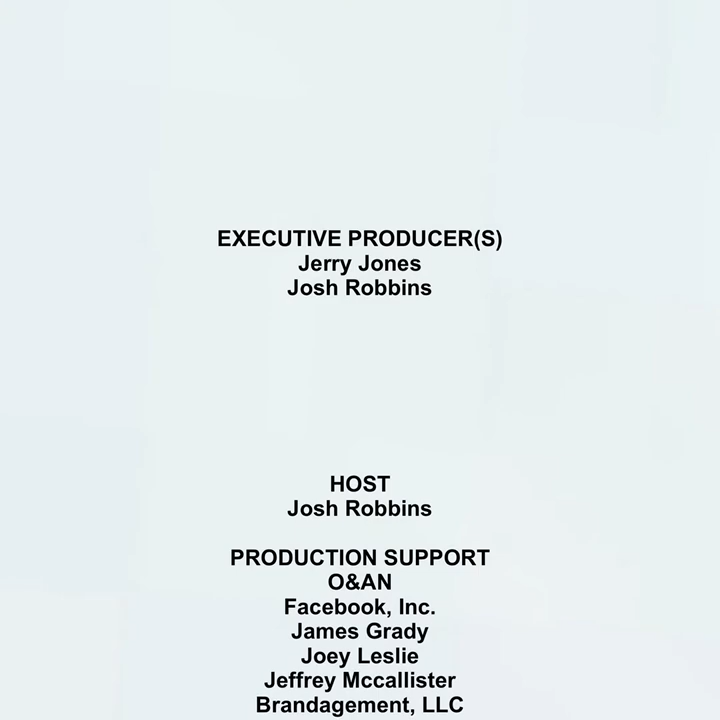 EXECUTIVE PRODUCER(S)
Jerry Jones
Josh Robbins
HOST
Josh Robbins
PRODUCTION SUPPORT
O&AN
Facebook, Inc.
James Grady
Joey Leslie
Jeffrey Mccallister
Brandagement, LLC